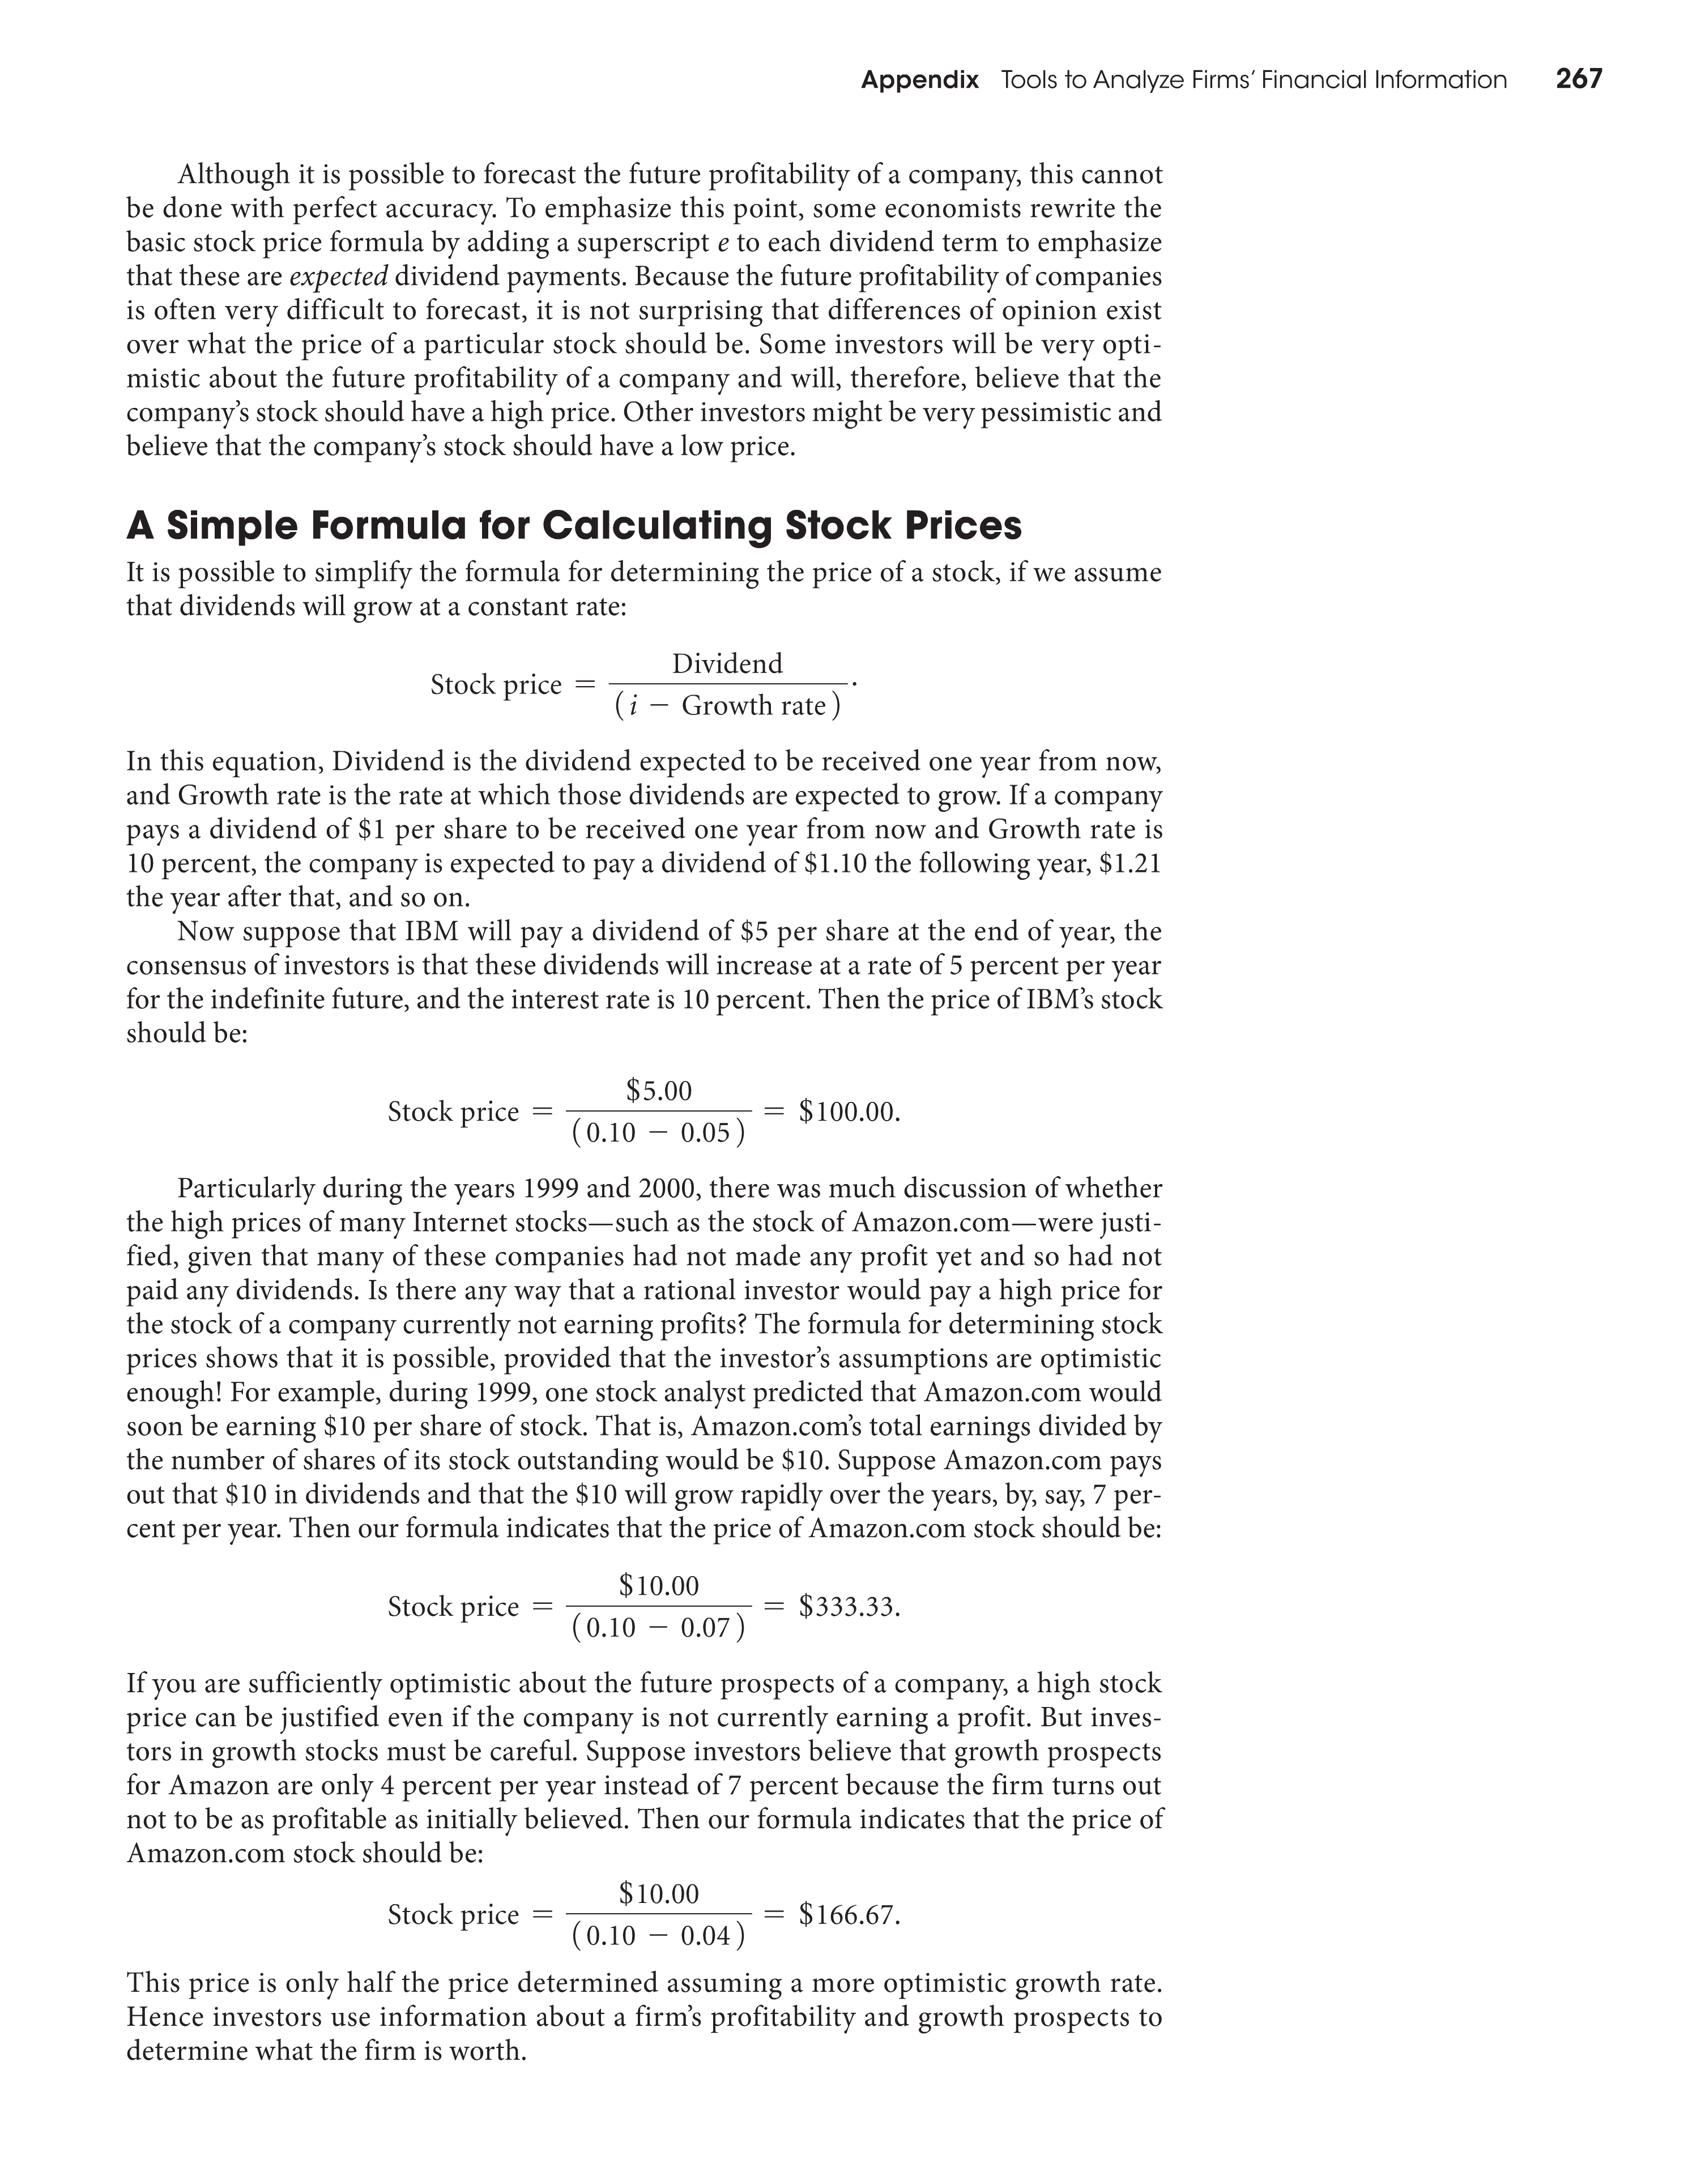 Appendix Tools to Analyze Firms’ Financial Information 267
Although it is possible to forecast the future profitability of a company, this cannot
be done with perfect accuracy. To emphasize this point, some economists rewrite the
basic stock price formula by adding a superscript e to each dividend term to emphasize
that these are expected dividend payments. Because the future profitability of companies
is often very difficult to forecast, it is not surprising that differences of opinion exist
over what the price of a particular stock should be. Some investors will be very opti-
mistic about the future profitability of a company and will, therefore, believe that the
company’s stock should have a high price. Other investors might be very pessimistic and
believe that the company’s stock should have a low price.
A Simple Formula for Calculating Stock Prices
It is possible to simplify the formula for determining the price of a stock, if we assume
that dividends will grow at a constant rate:
Stock price = Dividend / (i − Growth rate).
In this equation, Dividend is the dividend expected to be received one year from now,
and Growth rate is the rate at which those dividends are expected to grow. If a company
pays a dividend of $1 per share to be received one year from now and Growth rate is
10 percent, the company is expected to pay a dividend of $1.10 the following year, $1.21
the year after that, and so on.
Now suppose that IBM will pay a dividend of $5 per share at the end of year, the
consensus of investors is that these dividends will increase at a rate of 5 percent per year
for the indefinite future, and the interest rate is 10 percent. Then the price of IBM’s stock
should be:
Stock price = $5.00 / (0.10 − 0.05) = $100.00.
Particularly during the years 1999 and 2000, there was much discussion of whether
the high prices of many Internet stocks—such as the stock of Amazon.com—were justi-
fied, given that many of these companies had not made any profit yet and so had not
paid any dividends. Is there any way that a rational investor would pay a high price for
the stock of a company currently not earning profits? The formula for determining stock
prices shows that it is possible, provided that the investor’s assumptions are optimistic
enough! For example, during 1999, one stock analyst predicted that Amazon.com would
soon be earning $10 per share of stock. That is, Amazon.com’s total earnings divided by
the number of shares of its stock outstanding would be $10. Suppose Amazon.com pays
out that $10 in dividends and that the $10 will grow rapidly over the years, by, say, 7 per-
cent per year. Then our formula indicates that the price of Amazon.com stock should be:
Stock price = $10.00 / (0.10 − 0.07) = $333.33.
If you are sufficiently optimistic about the future prospects of a company, a high stock
price can be justified even if the company is not currently earning a profit. But inves-
tors in growth stocks must be careful. Suppose investors believe that growth prospects
for Amazon are only 4 percent per year instead of 7 percent because the firm turns out
not to be as profitable as initially believed. Then our formula indicates that the price of
Amazon.com stock should be:
Stock price = $10.00 / (0.10 − 0.04) = $166.67.
This price is only half the price determined assuming a more optimistic growth rate.
Hence investors use information about a firm’s profitability and growth prospects to
determine what the firm is worth.